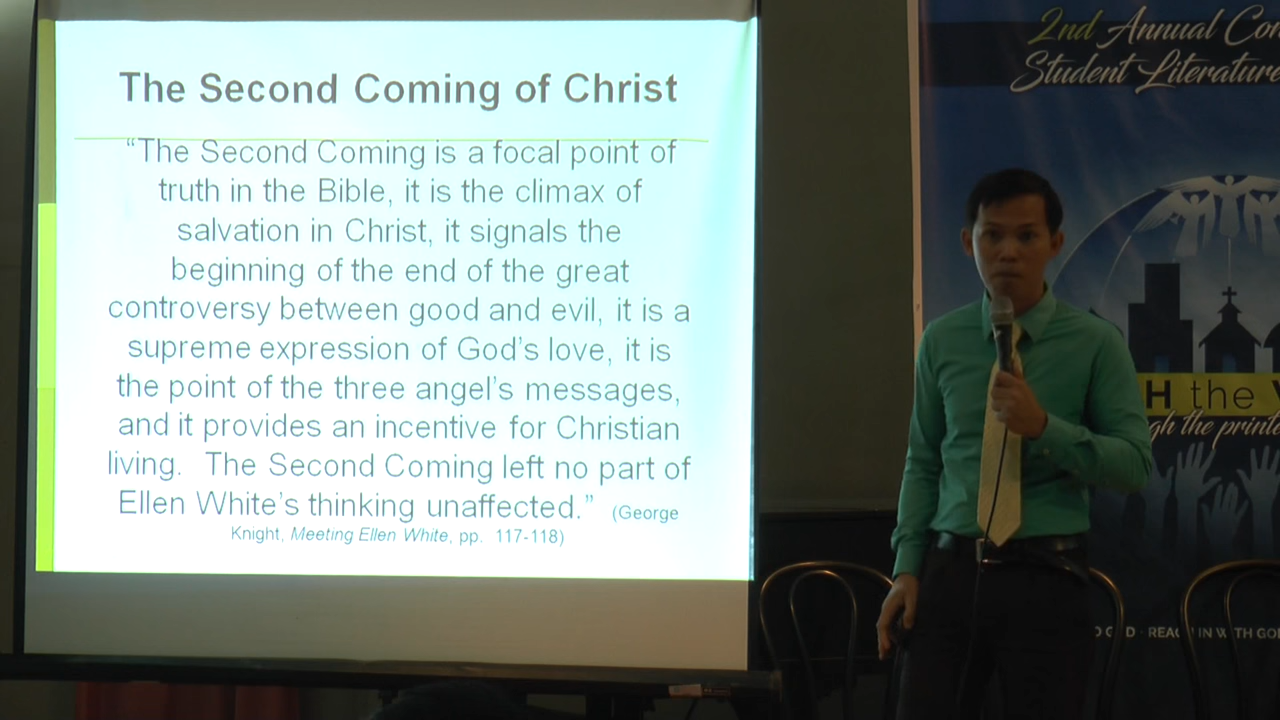 The Second Coming of Christ
“The Second Coming is a focal point of
truth in the Bible, it is the climax of
salvation in Christ, it signals the
beginning of the end of the great
controversy between good and evil, it is a
supreme expression of God’s love, it is
the point of the three angel’s messages,
and it provides an incentive for Christian
living.  The Second Coming left no part of
Ellen White’s thinking unaffected.”  (George
Knight, Meeting Ellen White, pp.  117-118)
2nd Annual
Student Literature
the
the
WITH